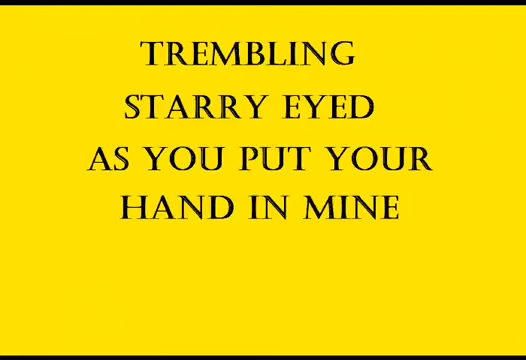 TREMBLING
STARRY EYED
AS YOU PUT YOUR
HAND IN MINE